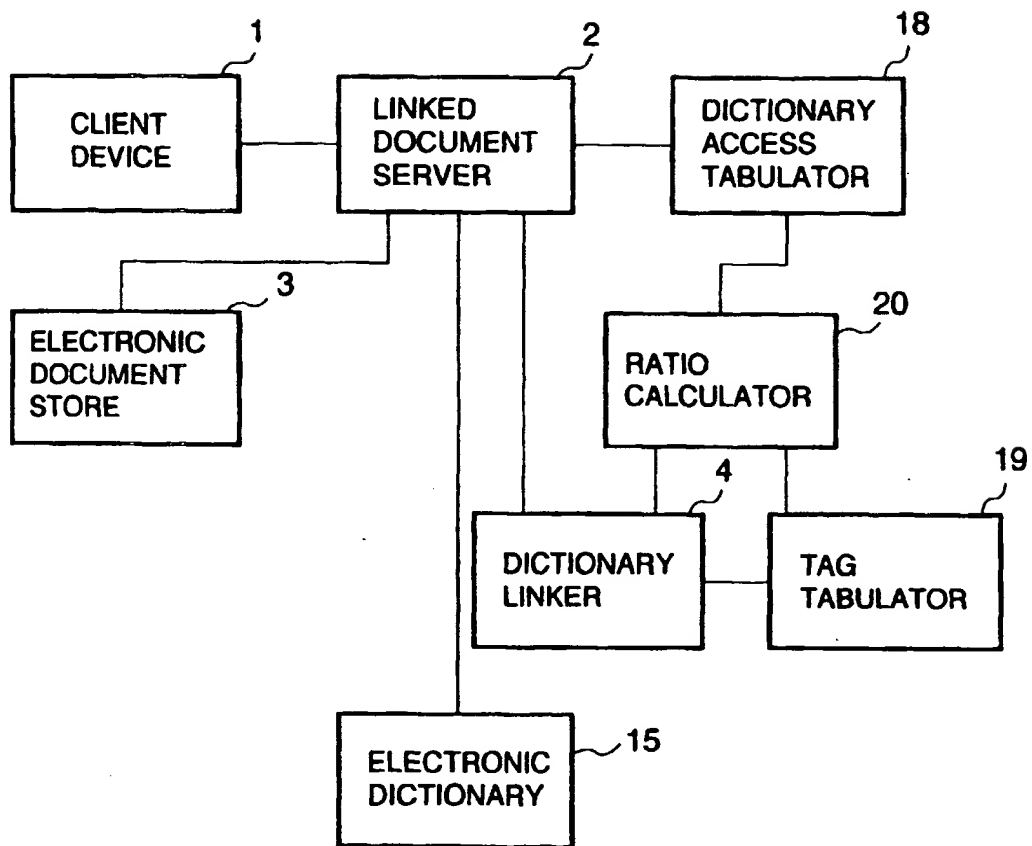 1
CLIENT
DEVICE
2
LINKED
DOCUMENT
SERVER
18
DICTIONARY
ACCESS
TABULATOR
3
ELECTRONIC
DOCUMENT
STORE
20
RATIO
CALCULATOR
4
DICTIONARY
LINKER
19
TAG
TABULATOR
15
ELECTRONIC
DICTIONARY